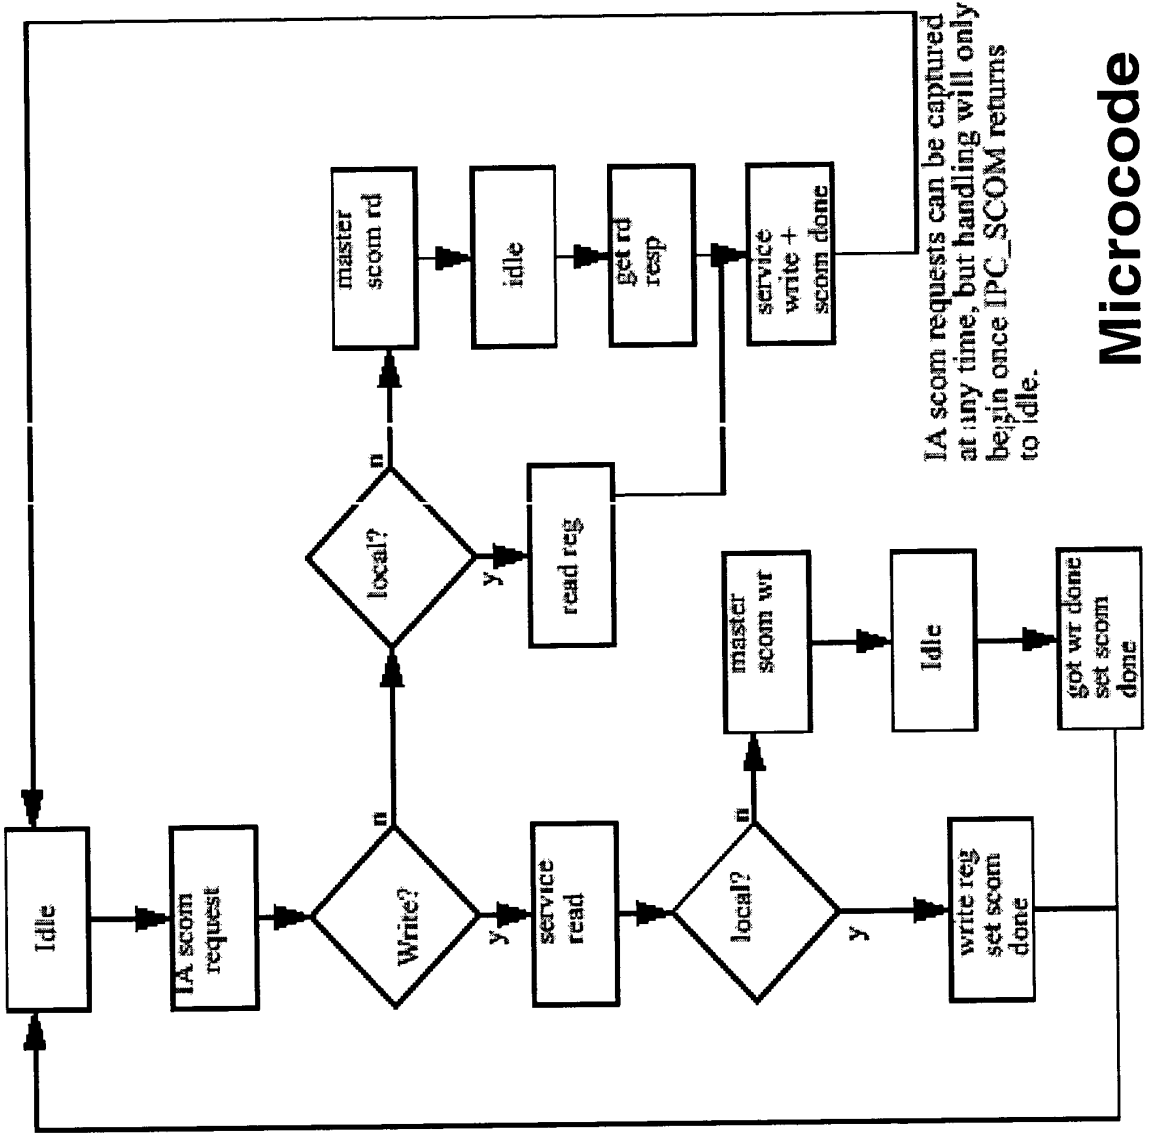 Idle
IA scom
request
Write?
n
y
service
read
local?
n
y
write reg
set scom
done
master
scom wr
Idle
got wr done
set scom
done
local?
n
y
read reg
master
scom rd
idle
get rd
resp
service
write +
scom done
IA scom requests can be captured
at any time, but handling will only
begin once IPC_SCOM returns
to idle.
Microcode